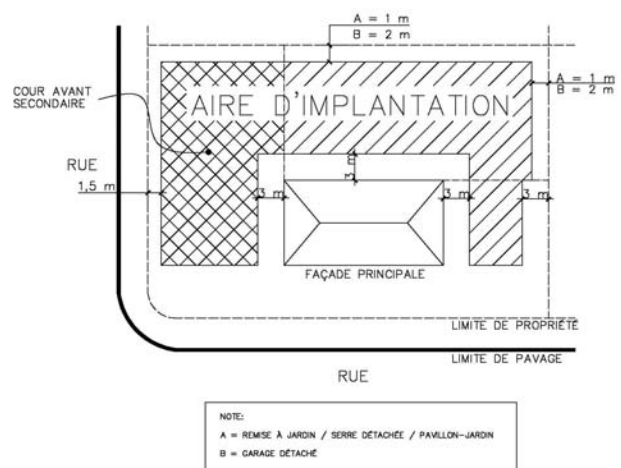 A = 1 m
B = 2 m
COUR AVANT
SECONDAIRE
A = 1 m
B = 2 m
AIRE D'IMPLANTATION
RUE
1,5 m
3 m
3 m
3 m
3 m
FAÇADE PRINCIPALE
LIMITE DE PROPRIÉTÉ
LIMITE DE PAVAGE
RUE
NOTE:
A = REMISE À JARDIN / SERRE DÉTACHÉE / PAVILLON-JARDIN
B = GARAGE DÉTACHÉ